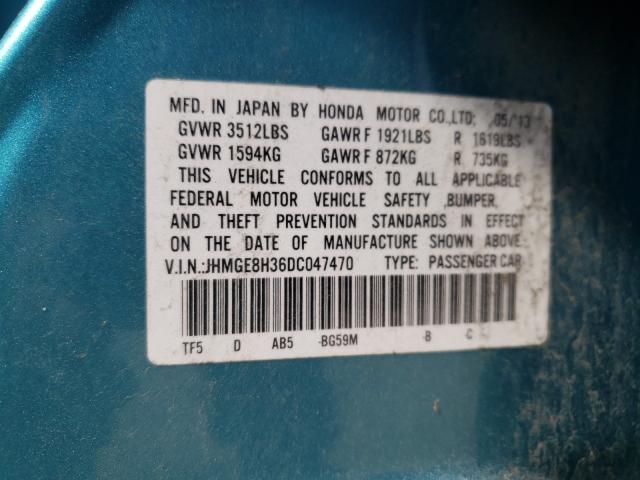 MFD. IN JAPAN BY HONDA MOTOR CO.,LTD; 05/13
GVWR 3512LBS GAWR F 1921LBS R 1619LBS
GVWR 1594KG GAWR F 872KG R 735KG
THIS VEHICLE CONFORMS TO ALL APPLICABLE
FEDERAL MOTOR VEHICLE SAFETY ,BUMPER,
AND THEFT PREVENTION STANDARDS IN EFFECT
ON THE DATE OF MANUFACTURE SHOWN ABOVE.
V.I.N.:JHMGE8H36DC047470 TYPE: PASSENGER CAR
TF5 D AB5 -BG59M -B -C